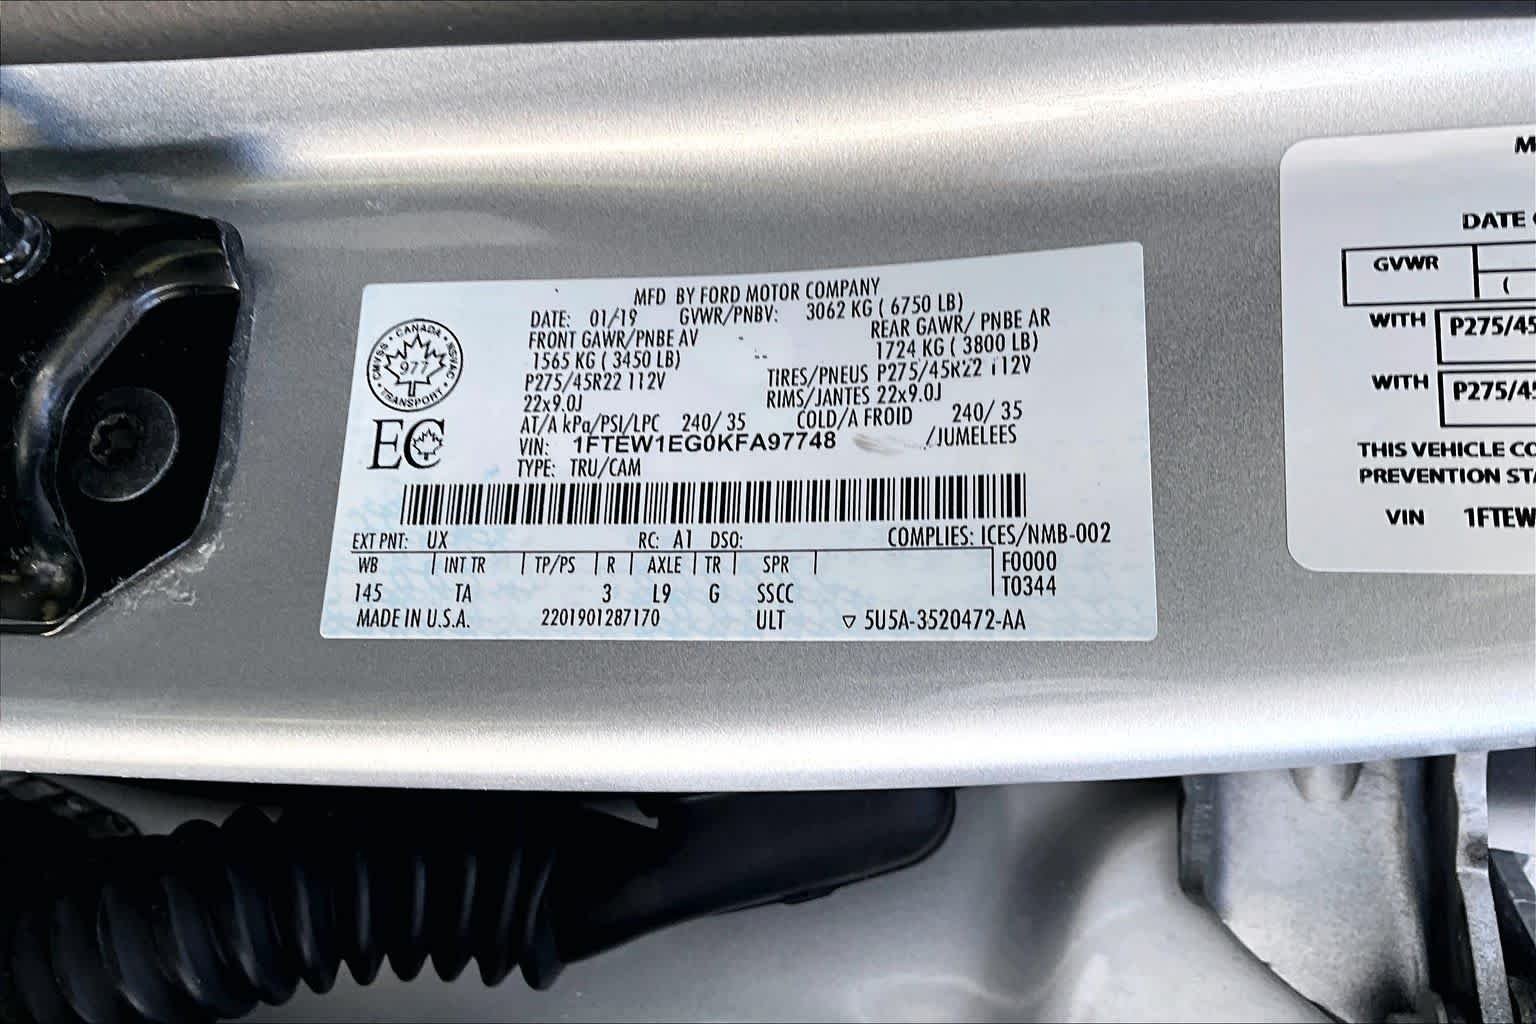 MFD BY FORD MOTOR COMPANY
DATE: 01/19 GVWR/PNBV: 3062 KG ( 6750 LB)
FRONT GAWR/PNBE AV REAR GAWR/ PNBE AR
1565 KG ( 3450 LB) 1724 KG ( 3800 LB)
P275/45R22 112V TIRES/PNEUS P275/45R22 112V
22x9.0J RIMS/JANTES 22x9.0J
AT/A kPa/PSI/LPC 240/ 35 COLD/A FROID 240/ 35
VIN: 1FTEW1EG0KFA97748 /JUMELEES
TYPE: TRU/CAM
CANADA
CMVSS NSVAC
977
TRANSPORT
EC
EXT PNT: UX RC: A1 DSO: COMPLIES: ICES/NMB-002
WB INT TR TP/PS R AXLE TR SPR F0000
145 TA 3 L9 G SSCC T0344
MADE IN U.S.A. 2201901287170 ULT 5U5A-3520472-AA
M
DATE
GVWR (
WITH P275/45
WITH P275/45
THIS VEHICLE CO
PREVENTION STA
VIN 1FTEW